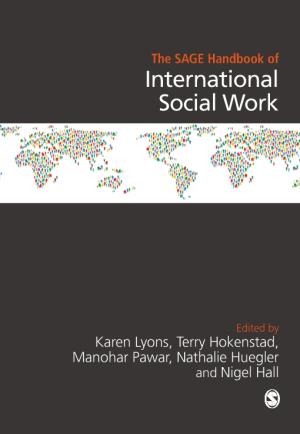 The SAGE Handbook of
International
Social Work
Edited by
Karen Lyons, Terry Hokenstad,
Manohar Pawar, Nathalie Huegler
and Nigel Hall
S